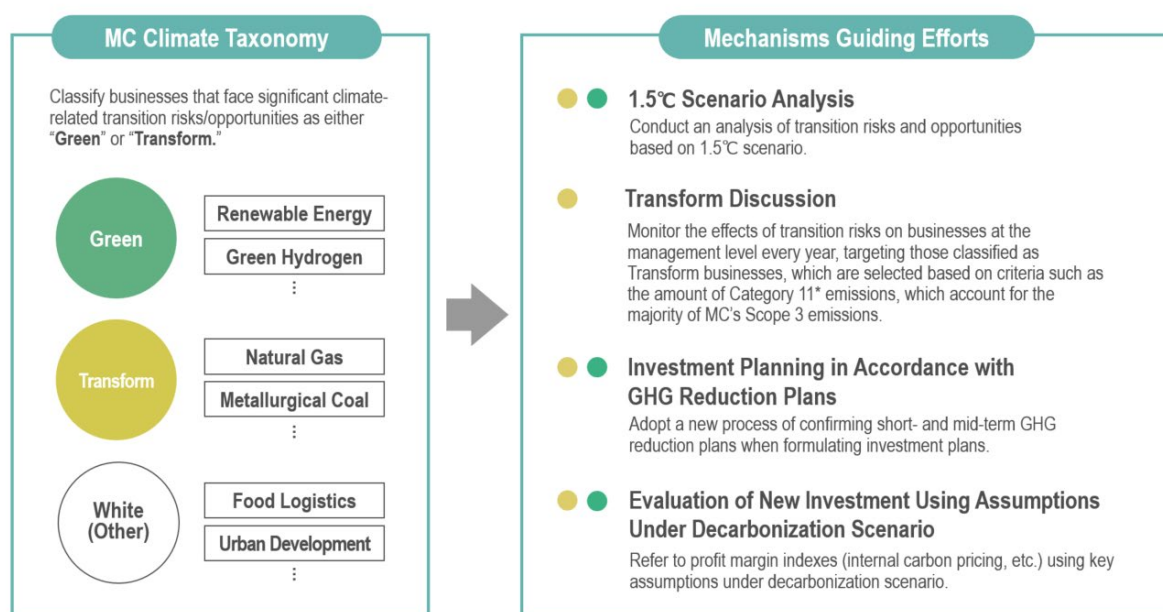 MC Climate Taxonomy
Classify businesses that face significant climate-
related transition risks/opportunities as either
“Green” or “Transform.”
Green
Renewable Energy
Green Hydrogen
⋮
Transform
Natural Gas
Metallurgical Coal
⋮
White
(Other)
Food Logistics
Urban Development
⋮
Mechanisms Guiding Efforts
1.5℃ Scenario Analysis
Conduct an analysis of transition risks and opportunities
based on 1.5℃ scenario.
Transform Discussion
Monitor the effects of transition risks on businesses at the
management level every year, targeting those classified as
Transform businesses, which are selected based on criteria such as
the amount of Category 11* emissions, which account for the
majority of MC’s Scope 3 emissions.
Investment Planning in Accordance with
GHG Reduction Plans
Adopt a new process of confirming short- and mid-term GHG
reduction plans when formulating investment plans.
Evaluation of New Investment Using Assumptions
Under Decarbonization Scenario
Refer to profit margin indexes (internal carbon pricing, etc.) using key
assumptions under decarbonization scenario.